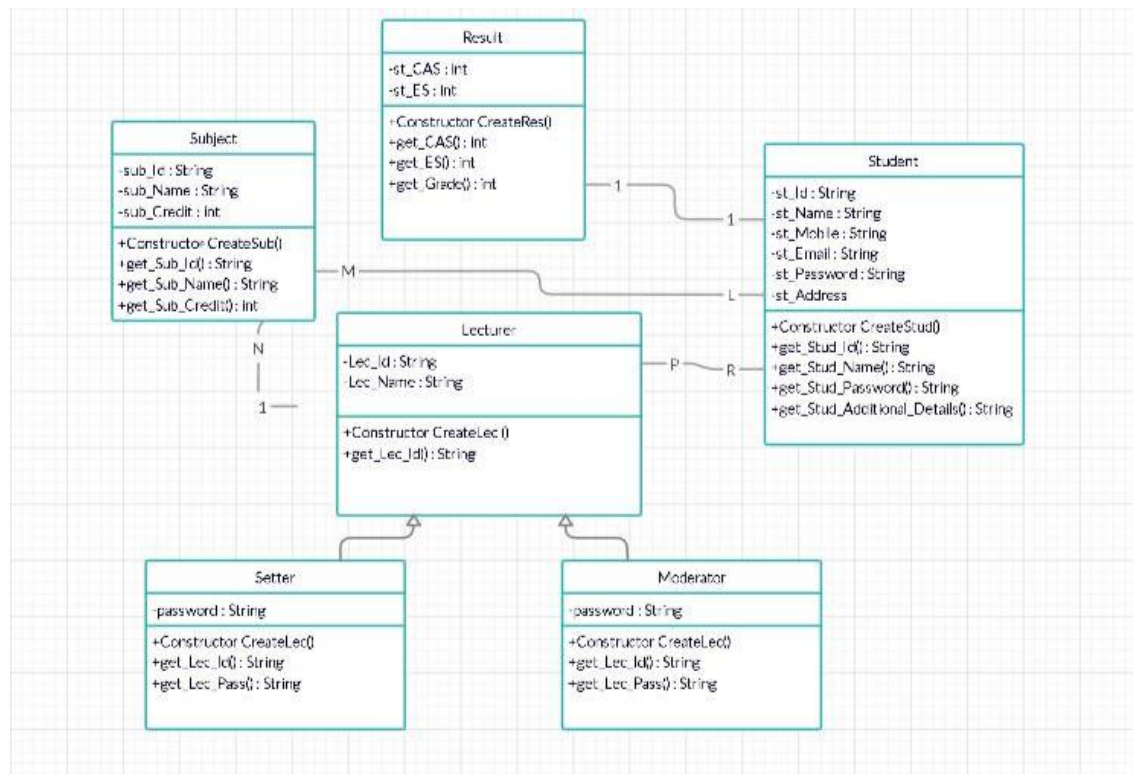 Result
-st_CAS : int
-st_ES : int
+Constructor CreateRes()
+get_CAS() : int
+get_ES() : int
+get_Grade() : int
Subject
-sub_Id : String
-sub_Name : String
-sub_Credit : int
+Constructor CreateSub()
+get_Sub_Id() : String
+get_Sub_Name() : String
+get_Sub_Credit() : int
Student
-st_Id : String
-st_Name : String
-st_Mobile : String
-st_Email : String
-st_Password : String
-st_Address
+Constructor CreateStud()
+get_Stud_Id() : String
+get_Stud_Name() : String
+get_Stud_Password() : String
+get_Stud_Additional_Details() : String
1
1
M
L
N
1
P
R
Lecturer
-Lec_Id : String
-Lec_Name : String
+Constructor CreateLec ()
+get_Lec_Id() : String
Setter
-password : String
+Constructor CreateLec()
+get_Lec_Id() : String
+get_Lec_Pass() : String
Moderator
-password : String
+Constructor CreateLec()
+get_Lec_Id() : String
+get_Lec_Pass() : String